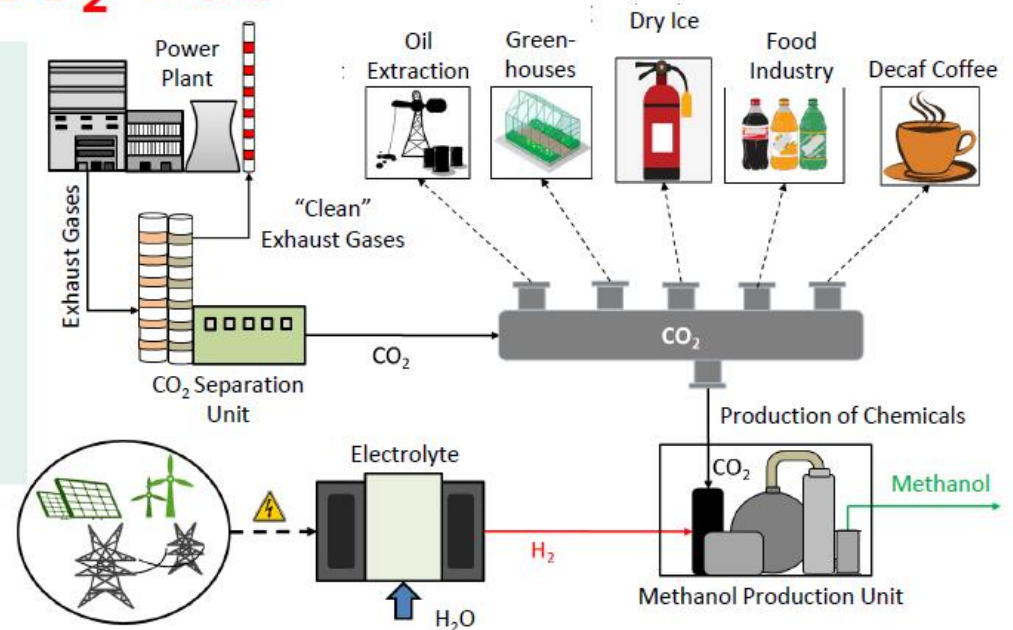 Power
Plant
Oil
Extraction
Green-
houses
Dry Ice
Food
Industry
Decaf Coffee
Exhaust Gases
“Clean”
Exhaust Gases
CO₂
CO₂
CO₂ Separation
Unit
Production of Chemicals
Electrolyte
CO₂
Methanol
H₂
Methanol Production Unit
H₂O